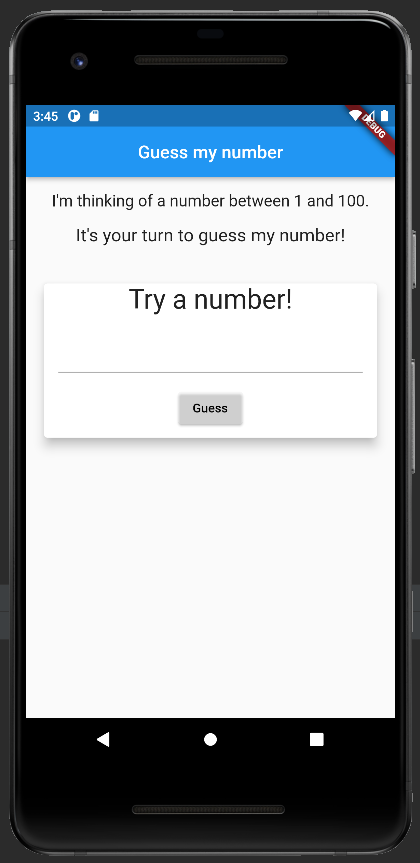 3:45
DEBUG
Guess my number
I'm thinking of a number between 1 and 100.
It's your turn to guess my number!
Try a number!
Guess